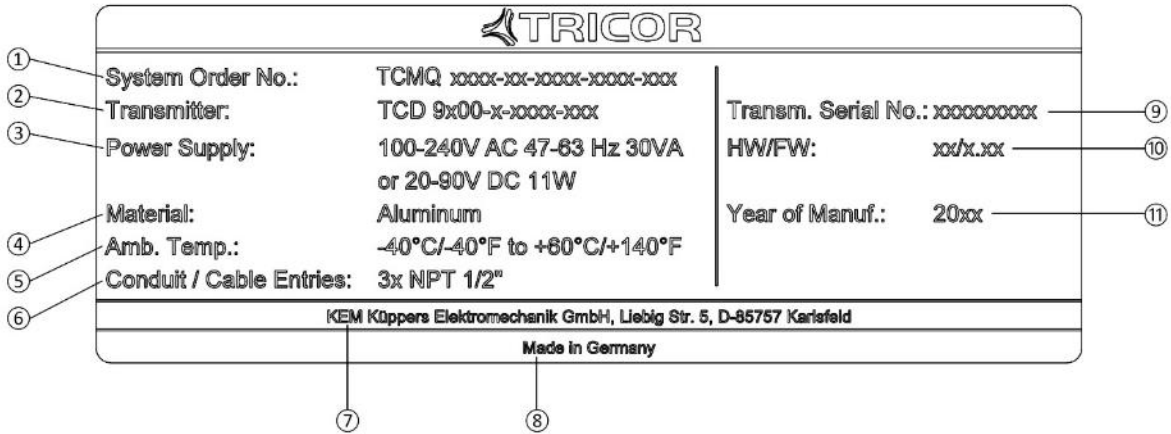 TRICOR
① System Order No.: TCMQ xxxx-xx-xxxx-xxxx-xxx
② Transmitter: TCD 9x00-x-xxxx-xxx Transm. Serial No.: xxxxxxxxx ⑨
③ Power Supply: 100-240V AC 47-63 Hz 30VA HW/FW: xx/x.xx ⑩
or 20-90V DC 11W
④ Material: Aluminum Year of Manuf.: 20xx ⑪
⑤ Amb. Temp.: -40°C/-40°F to +60°C/+140°F
⑥ Conduit / Cable Entries: 3x NPT 1/2"
KEM Küppers Elektromechanik GmbH, Liebig Str. 5, D-85757 Karlsfeld
Made in Germany
⑦ ⑧